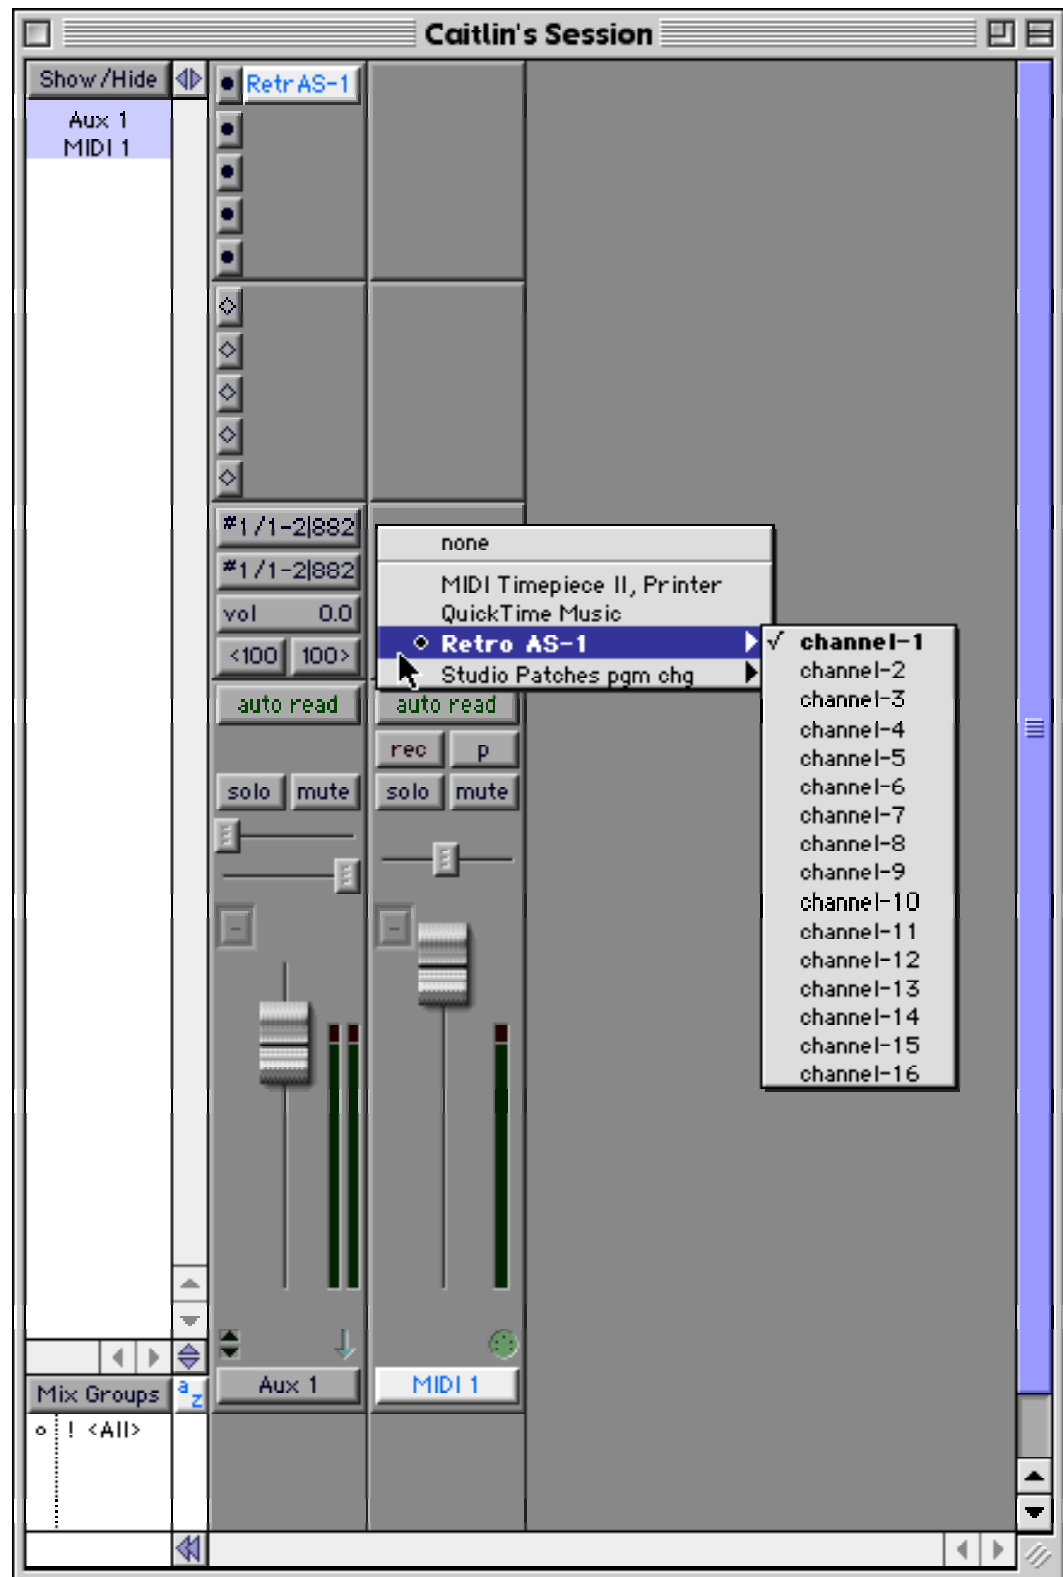 Caitlin's Session
Show/Hide
Aux 1
MIDI 1
RetrAS-1
#1/1-2|882
#1/1-2|882
vol 0.0
<100 100>
auto read
solo mute
none
MIDI Timepiece II, Printer
QuickTime Music
Retro AS-1
Studio Patches pgm chg
✓ channel-1
channel-2
channel-3
channel-4
channel-5
channel-6
channel-7
channel-8
channel-9
channel-10
channel-11
channel-12
channel-13
channel-14
channel-15
channel-16
auto read
rec p
solo mute
-
-
Aux 1
MIDI 1
Mix Groups
a z
! <All>